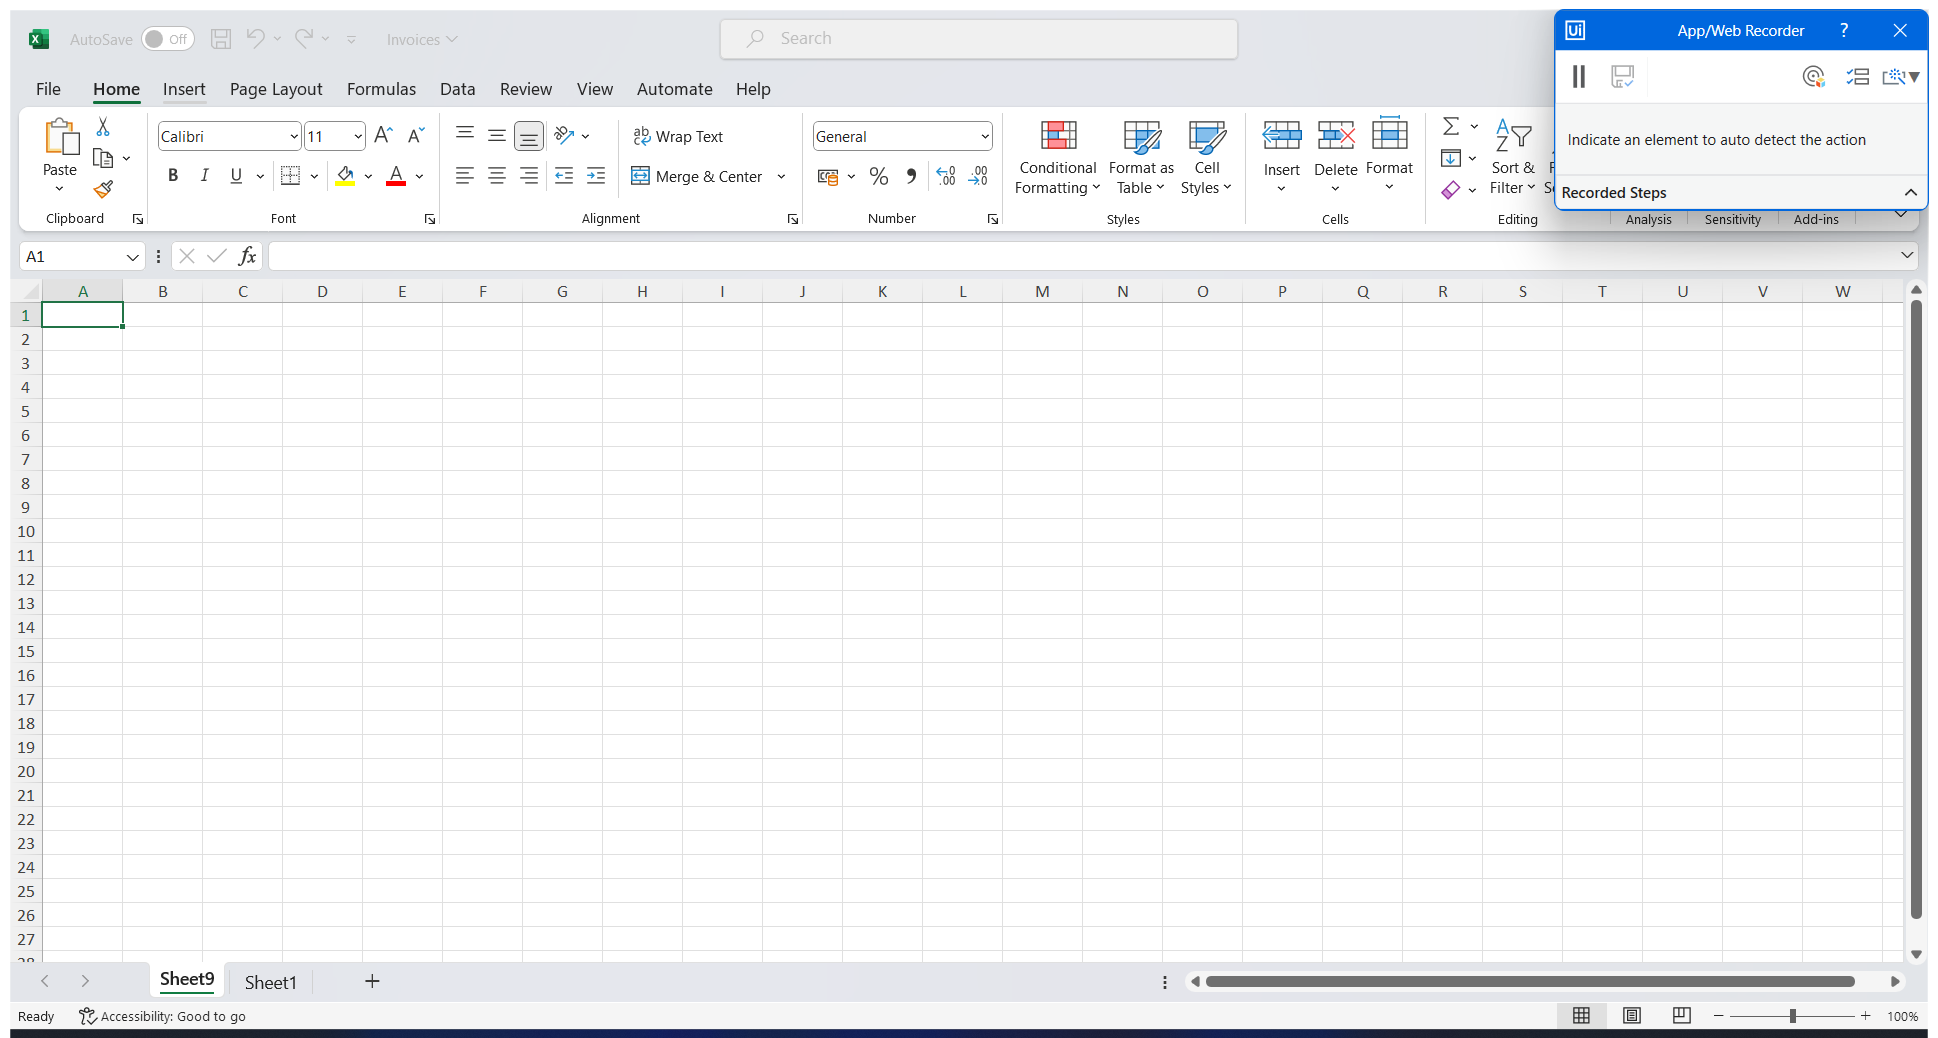 AutoSave Off Invoices Search
Ui App/Web Recorder ?
File Home Insert Page Layout Formulas Data Review View Automate Help
Indicate an element to auto detect the action
Recorded Steps
Paste
Calibri 11
B I U
Wrap Text
Merge & Center
General
Conditional Formatting
Format as Table
Cell Styles
Insert Delete Format
Sort & Filter
Clipboard Font Alignment Number Styles Cells Editing Analysis Sensitivity Add-ins
A1 fx
A B C D E F G H I J K L M N O P Q R S T U V W
1
2
3
4
5
6
7
8
9
10
11
12
13
14
15
16
17
18
19
20
21
22
23
24
25
26
27
Sheet9 Sheet1
Ready Accessibility: Good to go 100%